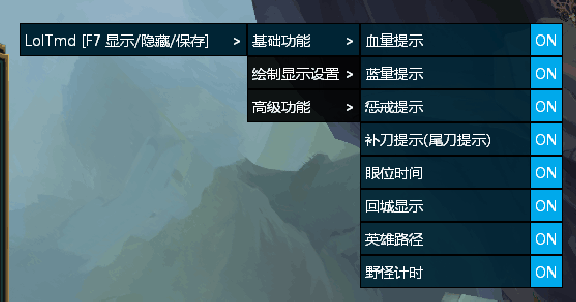 LolTmd [F7 显示/隐藏/保存] >
基础功能 >
绘制显示设置 >
高级功能 >
血量提示 ON
蓝量提示 ON
惩戒提示 ON
补刀提示(尾刀提示) ON
眼位时间 ON
回城显示 ON
英雄路径 ON
野怪计时 ON